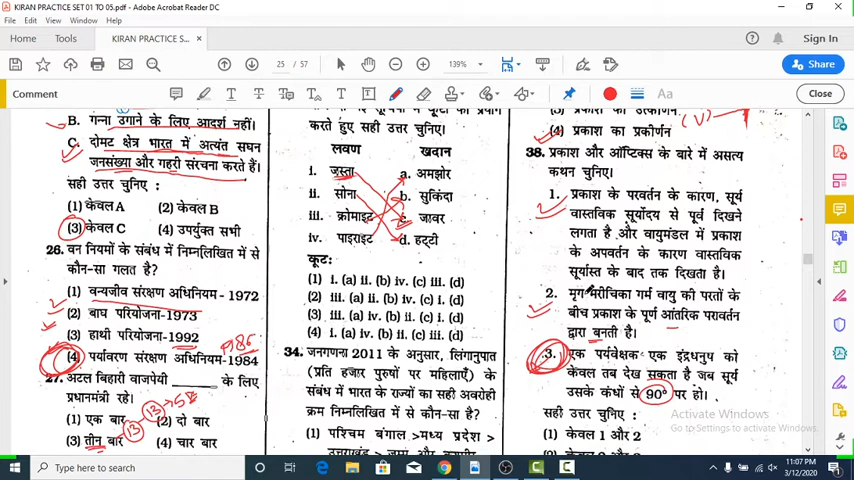 KIRAN PRACTICE SET 01 TO 05.pdf - Adobe Acrobat Reader DC
File Edit View Window Help
Home Tools KIRAN PRACTICE SET... × Sign In
25 / 57 139% Share
Comment Close
B. गन्ना उगाने के लिए आदर्श नहीं।
C. दोमट क्षेत्र भारत में अत्यंत सघन
जनसंख्या और गहरी संरचना करते हैं।
सही उत्तर चुनिए :
(1) केवल A (2) केवल B
(3) केवल C (4) उपर्युक्त सभी
26. वन नियमों के संबंध में निम्नलिखित में से
कौन-सा गलत है?
(1) वन्यजीव संरक्षण अधिनियम - 1972
(2) बाघ परियोजना-1973
(3) हाथी परियोजना-1992
1986
(4) पर्यावरण संरक्षण अधिनियम-1984
27. अटल बिहारी वाजपेयी ______ के लिए
प्रधानमंत्री रहे।
13 → 5
(1) एक बार (2) दो बार
13
(3) तीन बार (4) चार बार
करते हुए सही उत्तर चुनिए।
लवण खदान
i. जस्ता a. अमझोर
ii. सोना b. सुकिंदा
iii. क्रोमाइट c. जावर
iv. पाइराइट d. हट्टी
कूट:
(1) i. (a) ii. (b) iv. (c) iii. (d)
(2) iii. (a) ii. (b) iv. (c) i. (d)
(3) iv. (a) iii. (b) i. (c) ii. (d)
(4) i. (a) iv. (b) ii. (c) iii. (d)
34. जनगणना 2011 के अनुसार, लिंगानुपात
(प्रति हजार पुरुषों पर महिलाएँ) के
संबंध में भारत के राज्यों का सही अवरोही
क्रम निम्नलिखित में से कौन-सा है?
(1) पश्चिम बंगाल >मध्य प्रदेश >
उत्तराखंड >
(3) प्रकाश का उत्कीर्णन
(4) प्रकाश का प्रकीर्णन (V)
38. प्रकाश और ऑप्टिक्स के बारे में असत्य
कथन चुनिए।
1. प्रकाश के परवर्तन के कारण, सूर्य
वास्तविक सूर्योदय से पूर्व दिखने
लगता है और वायुमंडल में प्रकाश
के अपवर्तन के कारण वास्तविक
सूर्यास्त के बाद तक दिखता है।
2. मृग मरीचिका गर्म वायु की परतों के
बीच प्रकाश के पूर्ण आंतरिक परावर्तन
द्वारा बनती है।
3. एक पर्यवेक्षक एक इंद्रधनुष को
केवल तब देख सकता है जब सूर्य
उसके कंधों से 90° पर हो।
सही उत्तर चुनिए :
(1) केवल 1 और 2
Activate Windows
Go to Settings to activate Windows.
Type here to search
11:07 PM
3/12/2020